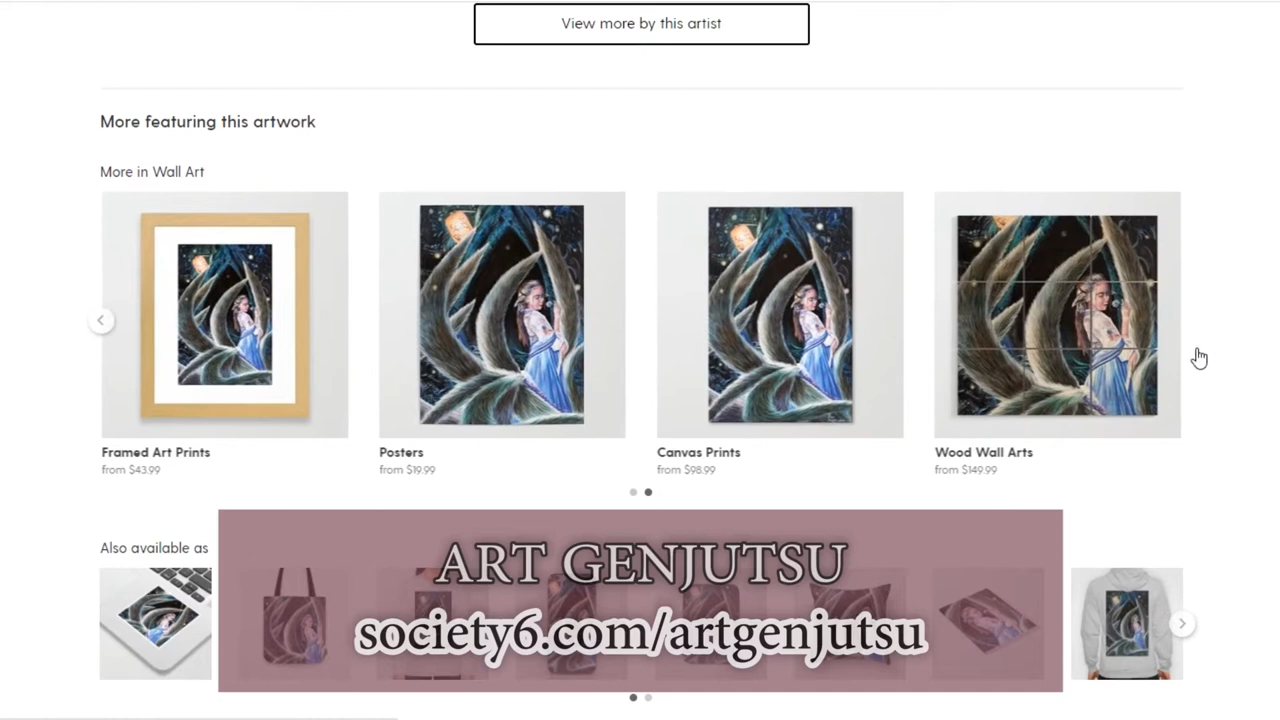 View more by this artist
More featuring this artwork
More in Wall Art
Framed Art Prints
from $43.99
Posters
from $19.99
Canvas Prints
from $98.99
Wood Wall Arts
from $149.99
Also available as
ART GENJUTSU
society6.com/artgenjutsu